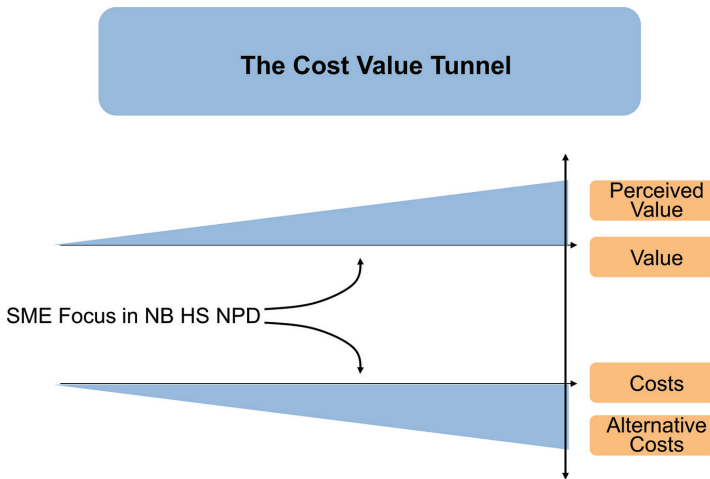 The Cost Value Tunnel
Perceived
Value
Value
SME Focus in NB HS NPD
Costs
Alternative
Costs